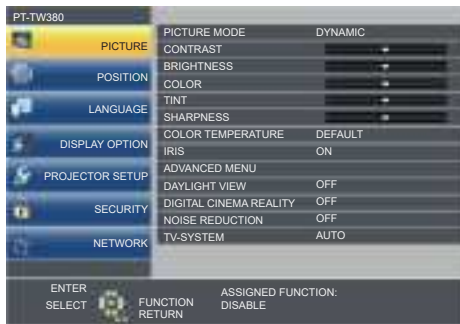 PT-TW380
PICTURE
POSITION
LANGUAGE
DISPLAY OPTION
PROJECTOR SETUP
SECURITY
NETWORK
PICTURE MODE DYNAMIC
CONTRAST
BRIGHTNESS
COLOR
TINT
SHARPNESS
COLOR TEMPERATURE DEFAULT
IRIS ON
ADVANCED MENU
DAYLIGHT VIEW OFF
DIGITAL CINEMA REALITY OFF
NOISE REDUCTION OFF
TV-SYSTEM AUTO
ENTER
SELECT
FUNCTION
RETURN
ASSIGNED FUNCTION:
DISABLE